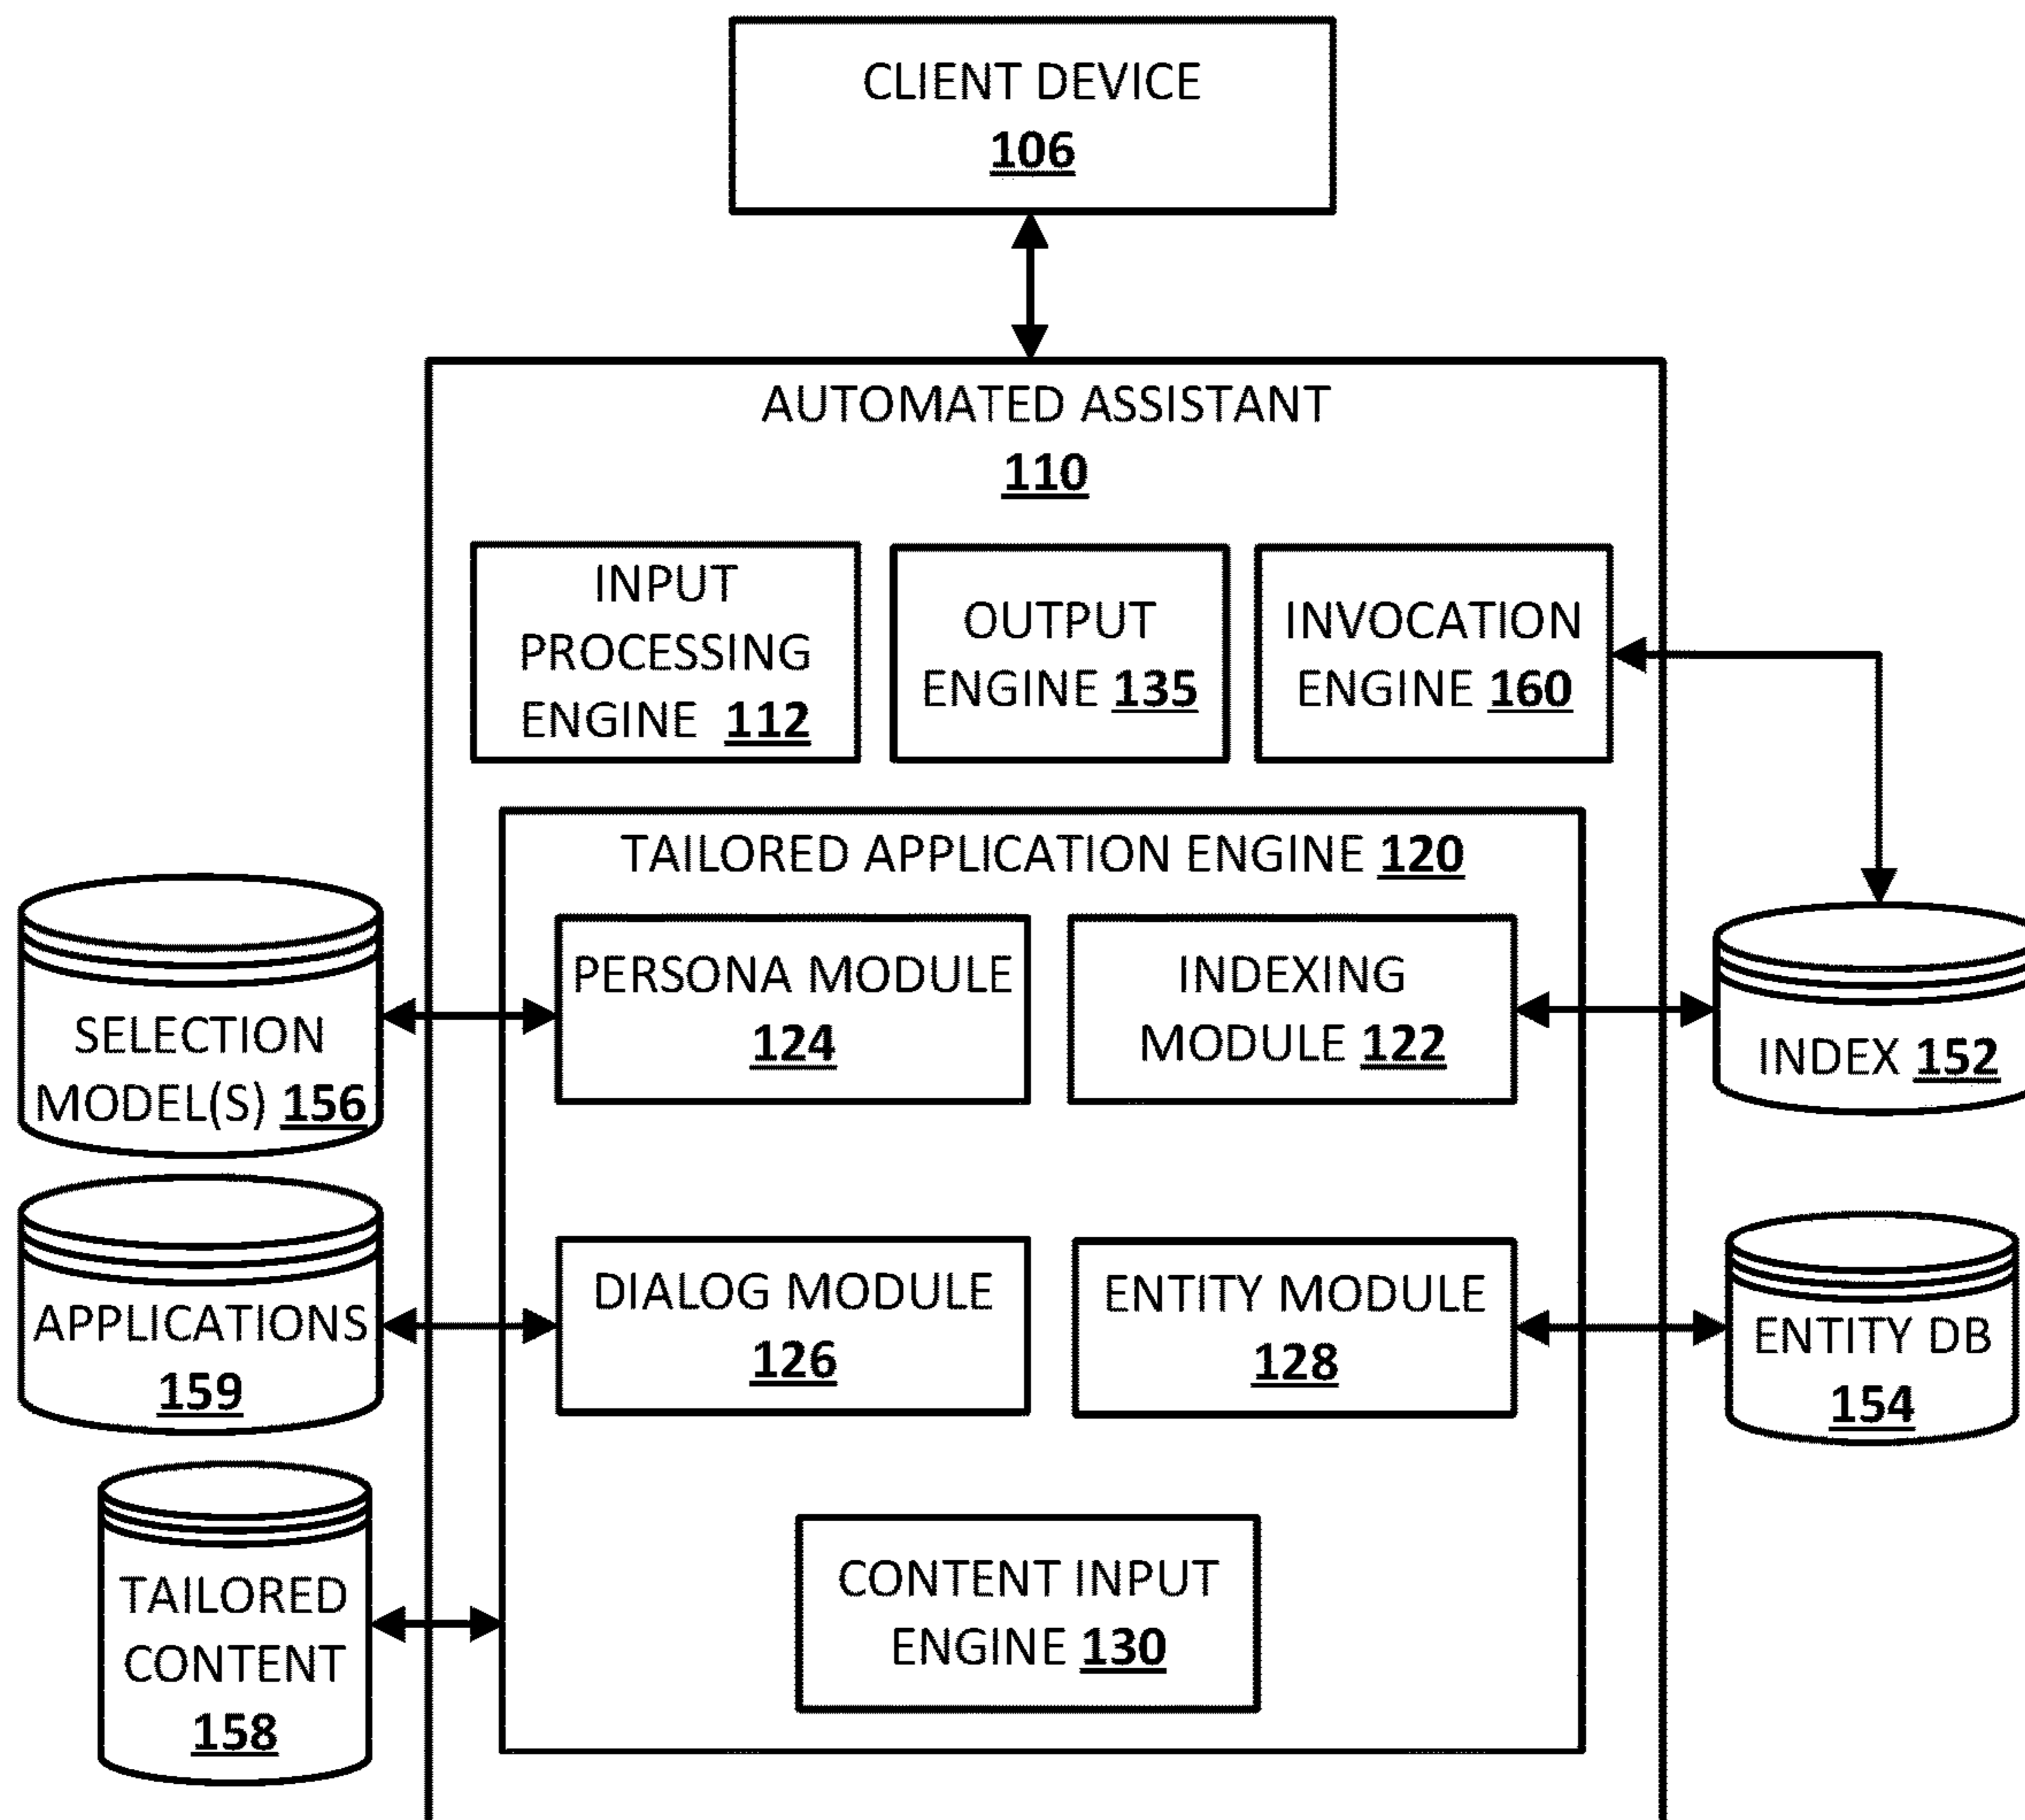 CLIENT DEVICE
106
AUTOMATED ASSISTANT
110
INPUT
PROCESSING
ENGINE 112
OUTPUT
ENGINE 135
INVOCATION
ENGINE 160
TAILORED APPLICATION ENGINE 120
PERSONA MODULE
124
INDEXING
MODULE 122
SELECTION
MODEL(S) 156
INDEX 152
DIALOG MODULE
126
ENTITY MODULE
128
APPLICATIONS
159
ENTITY DB
154
CONTENT INPUT
ENGINE 130
TAILORED
CONTENT
158